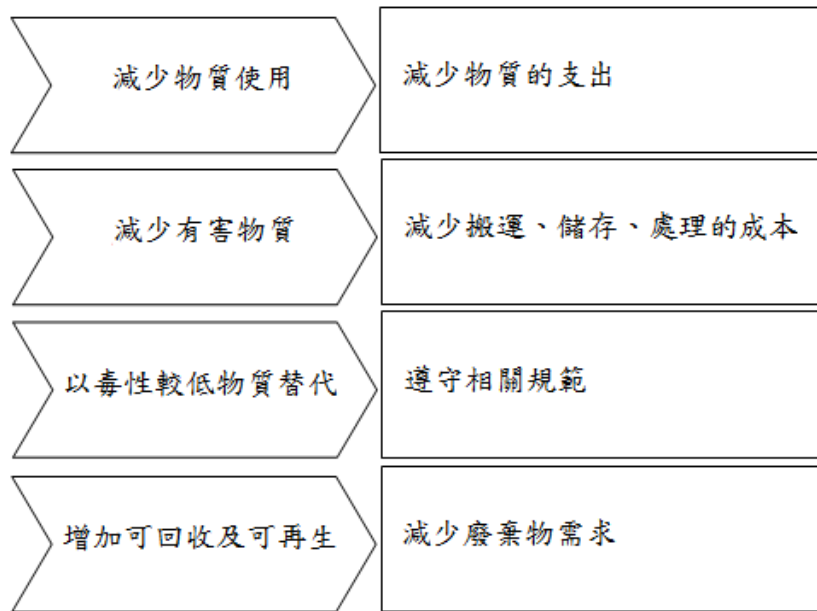 減少物質使用
減少物質的支出
減少有害物質
減少搬運、儲存、處理的成本
以毒性較低物質替代
遵守相關規範
增加可回收及可再生
減少廢棄物需求